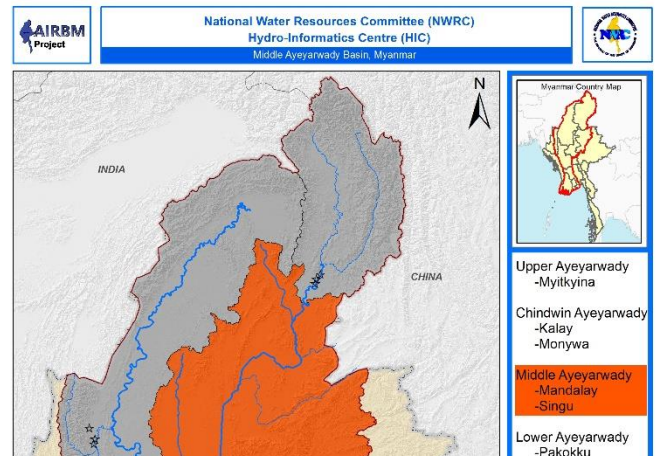 AIRBM
Project
National Water Resources Committee (NWRC)
Hydro-Informatics Centre (HIC)
Middle Ayeyarwady Basin, Myanmar
NWRC
N
INDIA
CHINA
Myanmar Country Map
Upper Ayeyarwady
-Myitkyina
Chindwin Ayeyarwady
-Kalay
-Monywa
Middle Ayeyarwady
-Mandalay
-Singu
Lower Ayeyarwady
-Pakokku